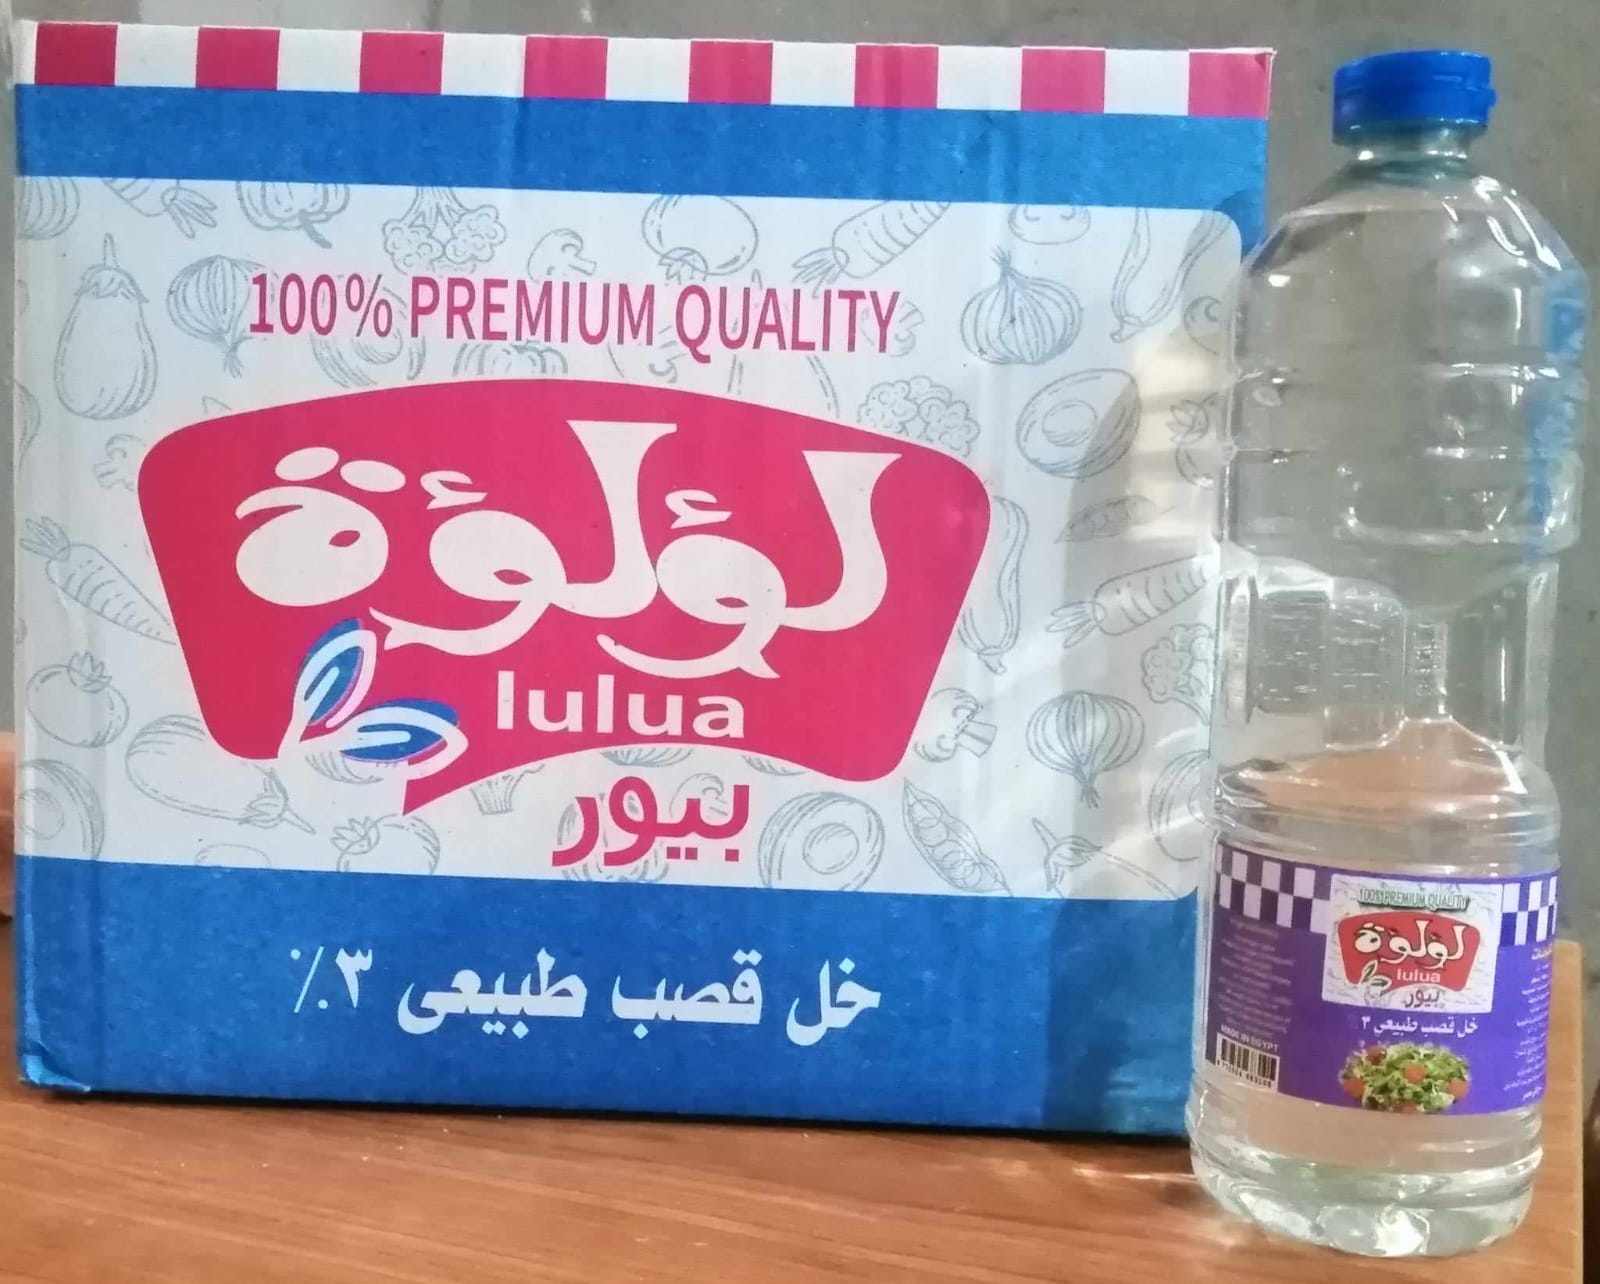 100% PREMIUM QUALITY
لؤلؤة
lulua
بيور
خل قصب طبيعى ٣٪
100% PREMIUM QUALITY
لؤلؤة
lulua
بيور
خل قصب طبيعى ٣
MADE IN EGYPT